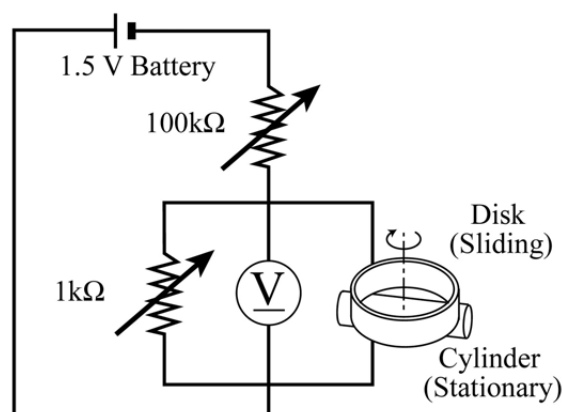 1.5 V Battery
100kΩ
Disk
(Sliding)
1kΩ
V
Cylinder
(Stationary)